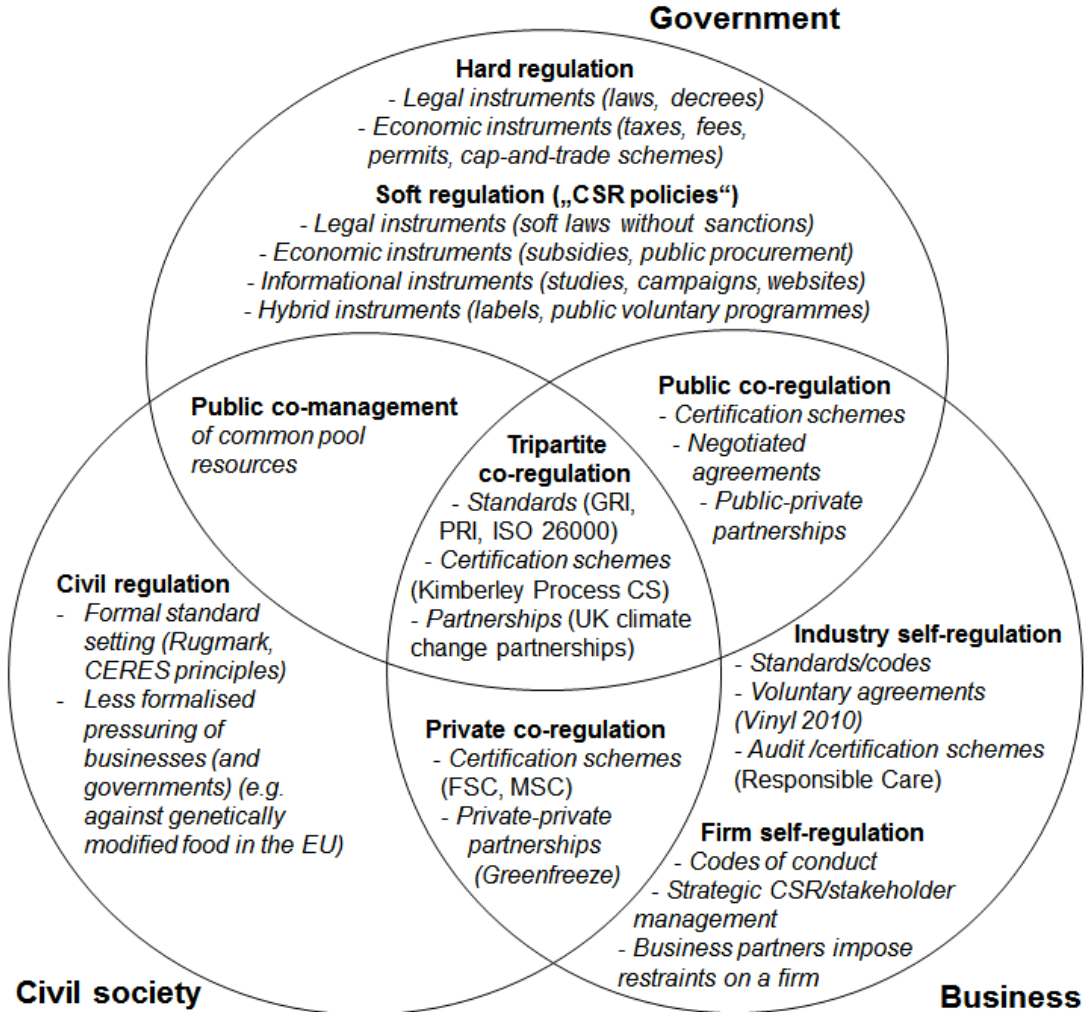 Government
Hard regulation
- Legal instruments (laws, decrees)
- Economic instruments (taxes, fees,
permits, cap-and-trade schemes)
Soft regulation („CSR policies“)
- Legal instruments (soft laws without sanctions)
- Economic instruments (subsidies, public procurement)
- Informational instruments (studies, campaigns, websites)
- Hybrid instruments (labels, public voluntary programmes)
Public co-management
of common pool
resources
Tripartite
co-regulation
- Standards (GRI,
PRI, ISO 26000)
- Certification schemes
(Kimberley Process CS)
- Partnerships (UK climate
change partnerships)
Public co-regulation
- Certification schemes
- Negotiated
agreements
- Public-private
partnerships
Civil regulation
- Formal standard
setting (Rugmark,
CERES principles)
- Less formalised
pressuring of
businesses (and
governments) (e.g.
against genetically
modified food in the EU)
Private co-regulation
- Certification schemes
(FSC, MSC)
- Private-private
partnerships
(Greenfreeze)
Industry self-regulation
- Standards/codes
- Voluntary agreements
(Vinyl 2010)
- Audit /certification schemes
(Responsible Care)
Firm self-regulation
- Codes of conduct
- Strategic CSR/stakeholder
management
- Business partners impose
restraints on a firm
Civil society
Business